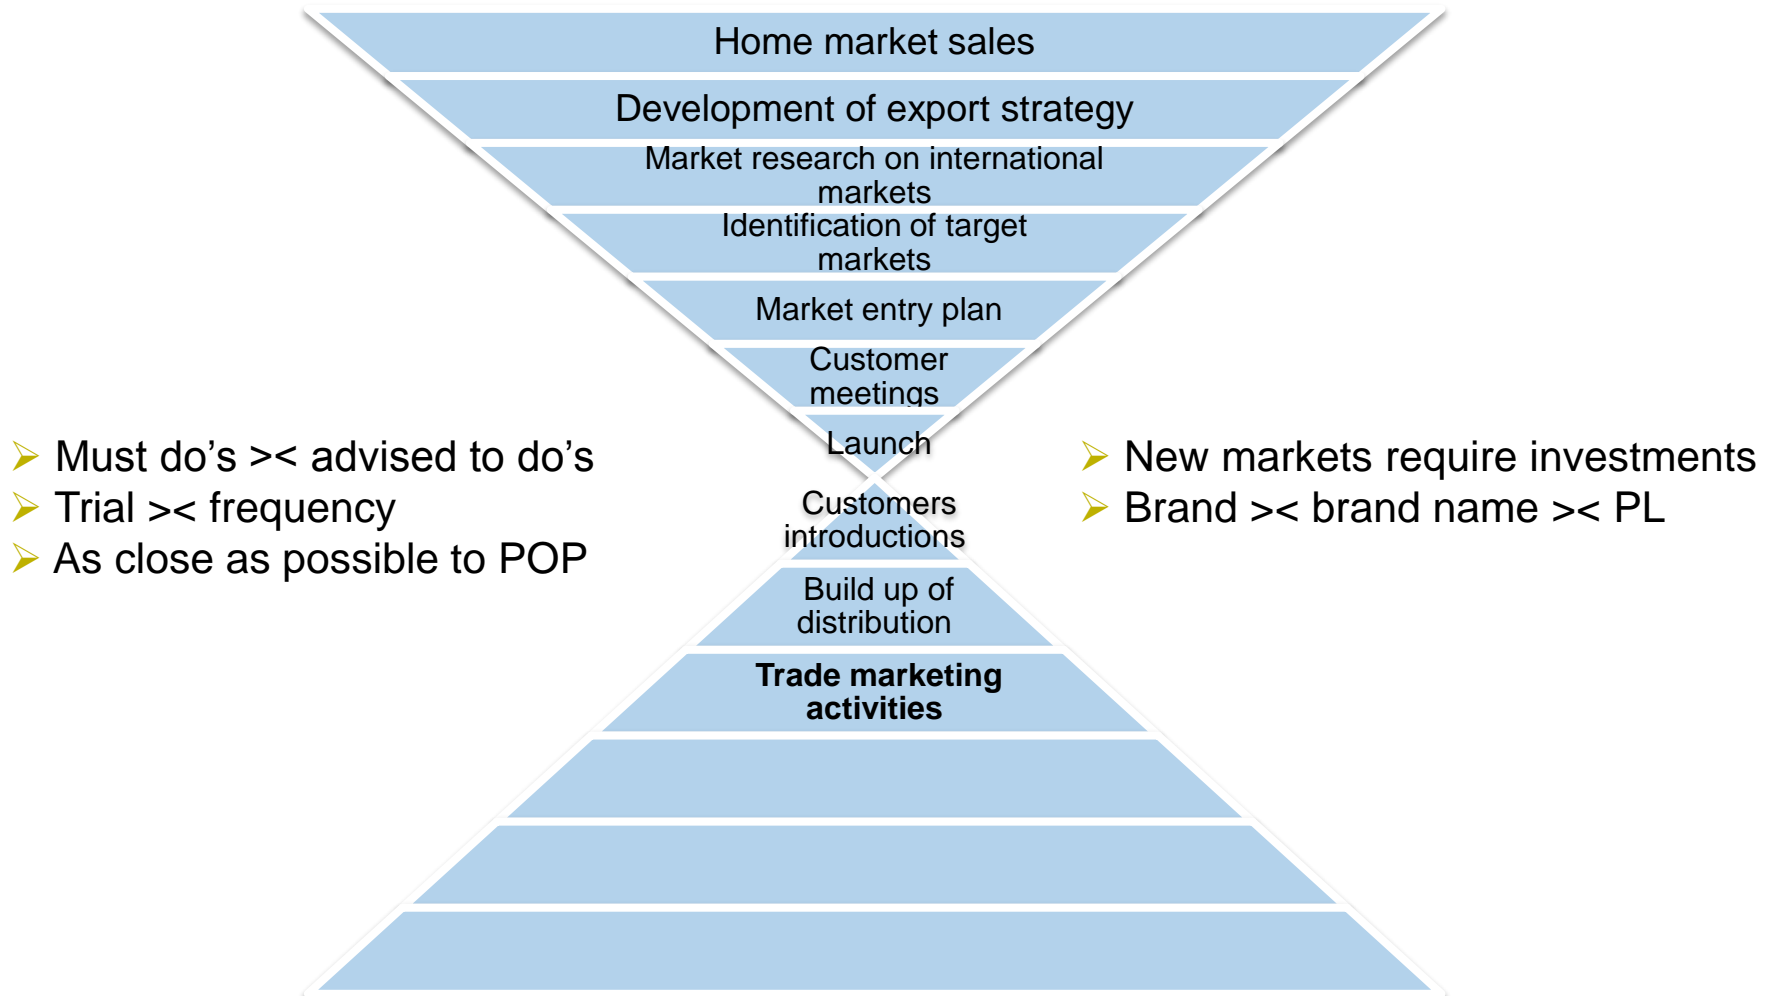 Home market sales
Development of export strategy
Market research on international
markets
Identification of target
markets
Market entry plan
Customer
meetings
Launch
Customers
introductions
Build up of
distribution
Trade marketing
activities
➢ Must do’s >< advised to do’s
➢ Trial >< frequency
➢ As close as possible to POP
➢ New markets require investments
➢ Brand >< brand name >< PL